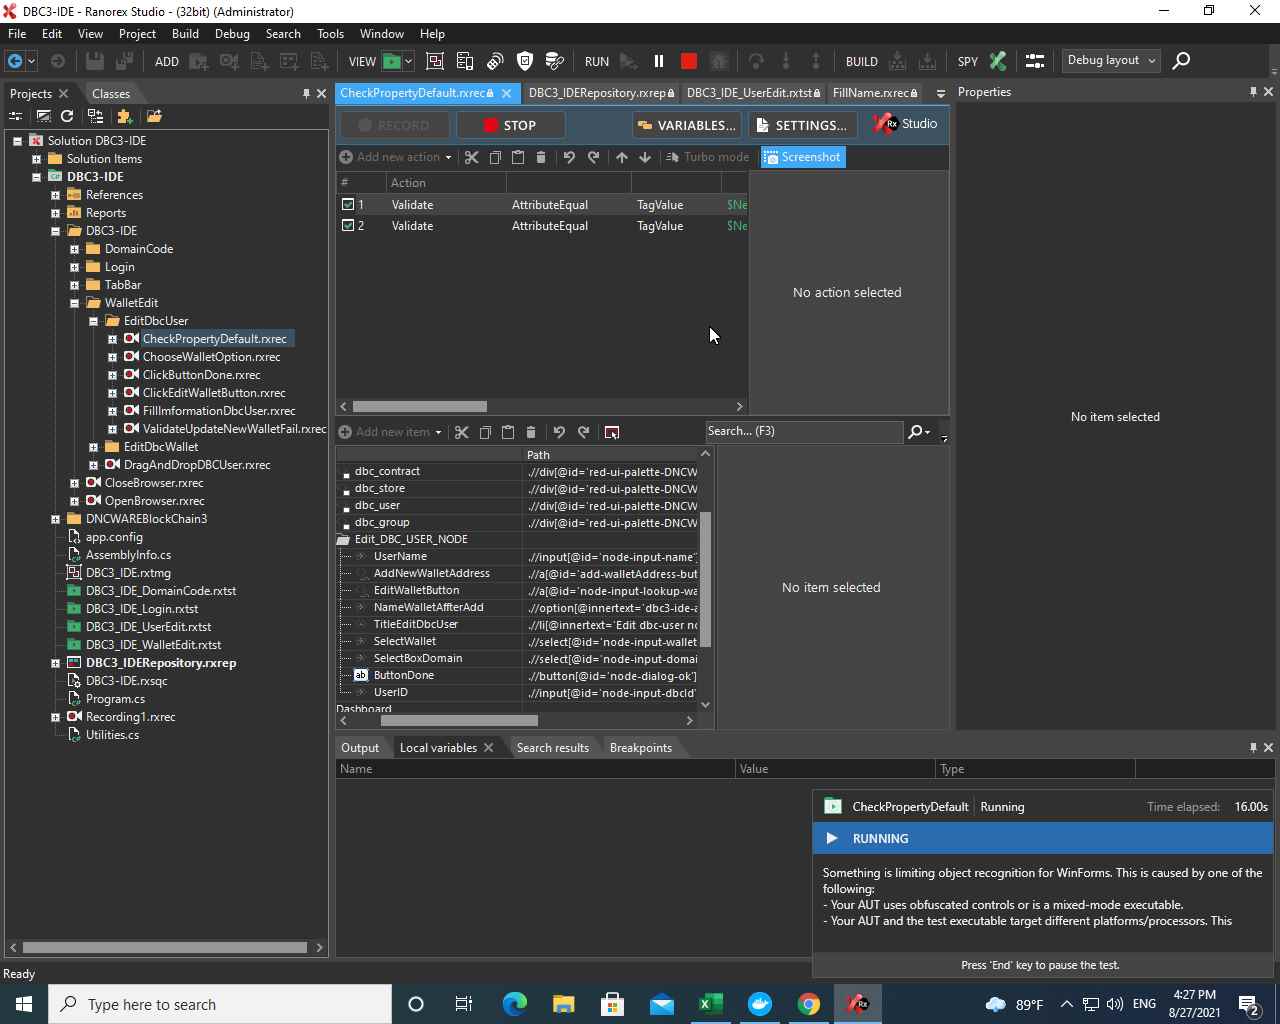 DBC3-IDE - Ranorex Studio - (32bit) (Administrator)
File Edit View Project Build Debug Search Tools Window Help
ADD VIEW RUN BUILD SPY Debug layout
Projects Classes
CheckPropertyDefault.rxrec DBC3_IDERepository.rxrep DBC3_IDE_UserEdit.rxtst FillName.rxrec
Properties
RECORD STOP VARIABLES... SETTINGS... Rx Studio
Add new action Turbo mode Screenshot
# Action
1 Validate AttributeEqual TagValue $Ne
2 Validate AttributeEqual TagValue $Ne
No action selected
Solution DBC3-IDE
Solution Items
DBC3-IDE
References
Reports
DBC3-IDE
DomainCode
Login
TabBar
WalletEdit
EditDbcUser
CheckPropertyDefault.rxrec
ChooseWalletOption.rxrec
ClickButtonDone.rxrec
ClickEditWalletButton.rxrec
FillImformationDbcUser.rxrec
ValidateUpdateNewWalletFail.rxrec
EditDbcWallet
DragAndDropDBCUser.rxrec
CloseBrowser.rxrec
OpenBrowser.rxrec
DNCWAREBlockChain3
app.config
AssemblyInfo.cs
DBC3_IDE.rxtmg
DBC3_IDE_DomainCode.rxtst
DBC3_IDE_Login.rxtst
DBC3_IDE_UserEdit.rxtst
DBC3_IDE_WalletEdit.rxtst
DBC3_IDERepository.rxrep
DBC3-IDE.rxsqc
Program.cs
Recording1.rxrec
Utilities.cs
Add new item Search... (F3)
Path
dbc_contract .//div[@id='red-ui-palette-DNCW
dbc_store .//div[@id='red-ui-palette-DNCW
dbc_user .//div[@id='red-ui-palette-DNCW
dbc_group .//div[@id='red-ui-palette-DNCW
Edit_DBC_USER_NODE
UserName .//input[@id='node-input-name'
AddNewWalletAddress .//a[@id='add-walletAddress-but
EditWalletButton .//a[@id='node-input-lookup-wa
NameWalletAffterAdd .//option[@innertext='dbc3-ide-a
TitleEditDbcUser .//li[@innertext='Edit dbc-user no
SelectWallet .//select[@id='node-input-wallet
SelectBoxDomain .//select[@id='node-input-domai
ButtonDone .//button[@id='node-dialog-ok']
UserID .//input[@id='node-input-dbcId'
Dashboard
No item selected
No item selected
Output Local variables Search results Breakpoints
Name Value Type
CheckPropertyDefault Running Time elapsed: 16.00s
RUNNING
Something is limiting object recognition for WinForms. This is caused by one of the
following:
- Your AUT uses obfuscated controls or is a mixed-mode executable.
- Your AUT and the test executable target different platforms/processors. This
Press 'End' key to pause the test.
Ready
Type here to search
89°F ENG
4:27 PM
8/27/2021
2